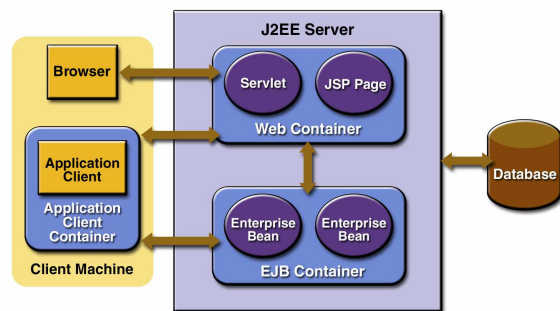 J2EE Server
Browser
Servlet
JSP Page
Web Container
Application
Client
Application
Client
Container
Client Machine
Enterprise
Bean
Enterprise
Bean
EJB Container
Database